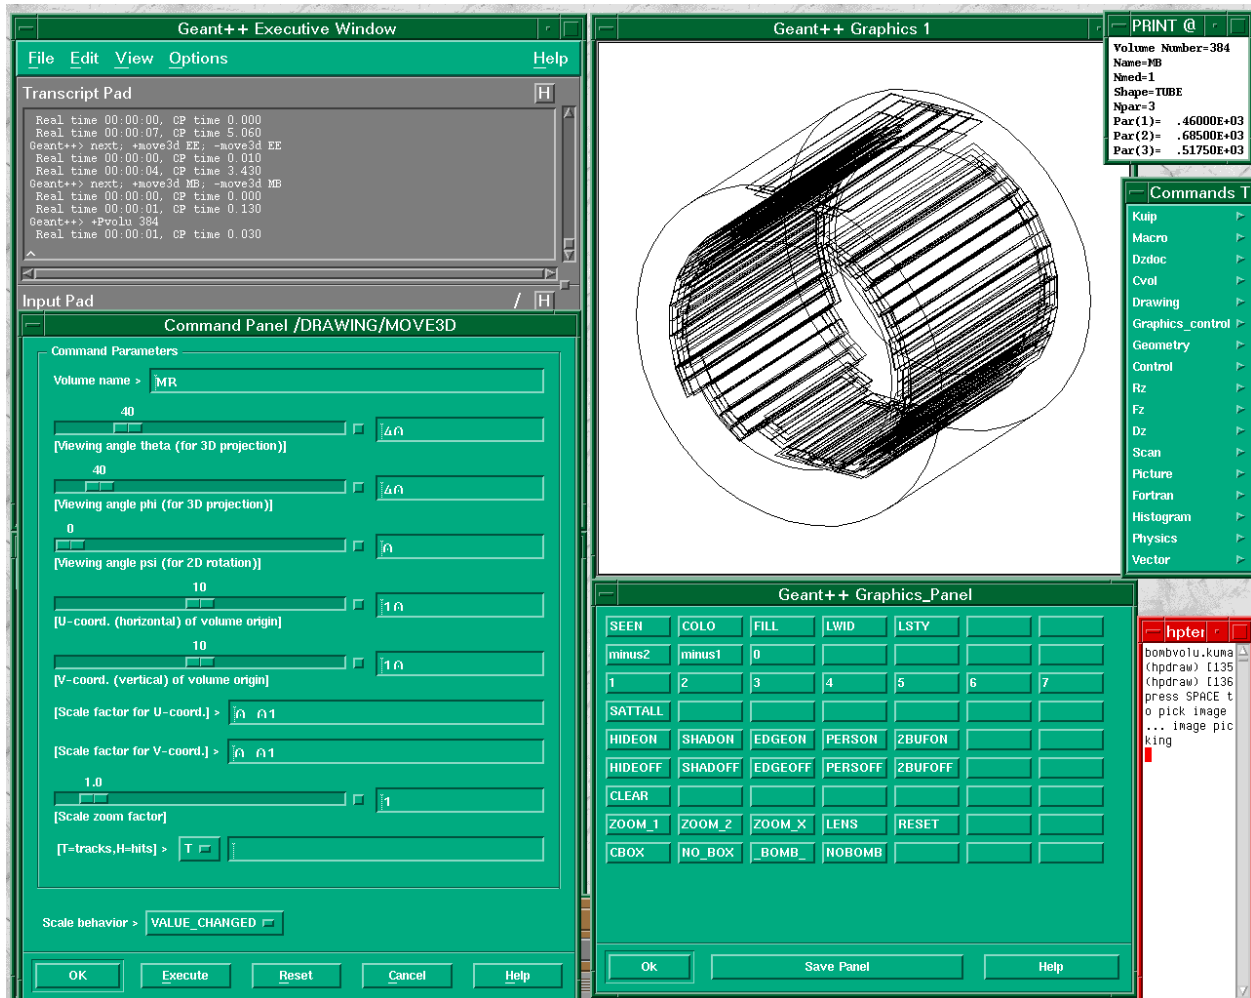 Geant++ Executive Window
File Edit View Options Help
Transcript Pad H
Real time 00:00:00, CP time 0.000
Real time 00:00:07, CP time 5.060
Geant++> next; +move3d EE; -move3d EE
Real time 00:00:00, CP time 0.010
Real time 00:00:04, CP time 3.430
Geant++> next; +move3d MB; -move3d MB
Real time 00:00:00, CP time 0.000
Real time 00:00:01, CP time 0.130
Geant++> +Pvolu 384
Real time 00:00:01, CP time 0.030
^
Input Pad / H
Command Panel /DRAWING/MOVE3D
Command Parameters
Volume name > MB
40
40
[Viewing angle theta (for 3D projection)]
40
40
[Viewing angle phi (for 3D projection)]
0
0
[Viewing angle psi (for 2D rotation)]
10
10
[U-coord. (horizontal) of volume origin]
10
10
[V-coord. (vertical) of volume origin]
[Scale factor for U-coord.] > 0.01
[Scale factor for V-coord.] > 0.01
1.0
1
[Scale zoom factor]
[T=tracks,H=hits] > T
Scale behavior > VALUE_CHANGED
OK Execute Reset Cancel Help
Geant++ Graphics 1
PRINT @
Volume Number=384
Name=MB
Nmed=1
Shape=TUBE
Npar=3
Par(1)= .46000E+03
Par(2)= .68500E+03
Par(3)= .51750E+03
Commands T
Kuip
Macro
Dzdoc
Cvol
Drawing
Graphics_control
Geometry
Control
Rz
Fz
Dz
Scan
Picture
Fortran
Histogram
Physics
Vector
Geant++ Graphics_Panel
SEEN COLO FILL LWID LSTY
minus2 minus1 0
1 2 3 4 5 6 7
SATTALL
HIDEON SHADON EDGEON PERSON 2BUFON
HIDEOFF SHADOFF EDGEOFF PERSOFF 2BUFOFF
CLEAR
ZOOM_1 ZOOM_2 ZOOM_X LENS RESET
CBOX NO_BOX _BOMB_ NOBOMB
Ok Save Panel Help
hpter
bombvolu.kuma
(hpdraw) [135
(hpdraw) [136
press SPACE t
o pick image
... image pic
king